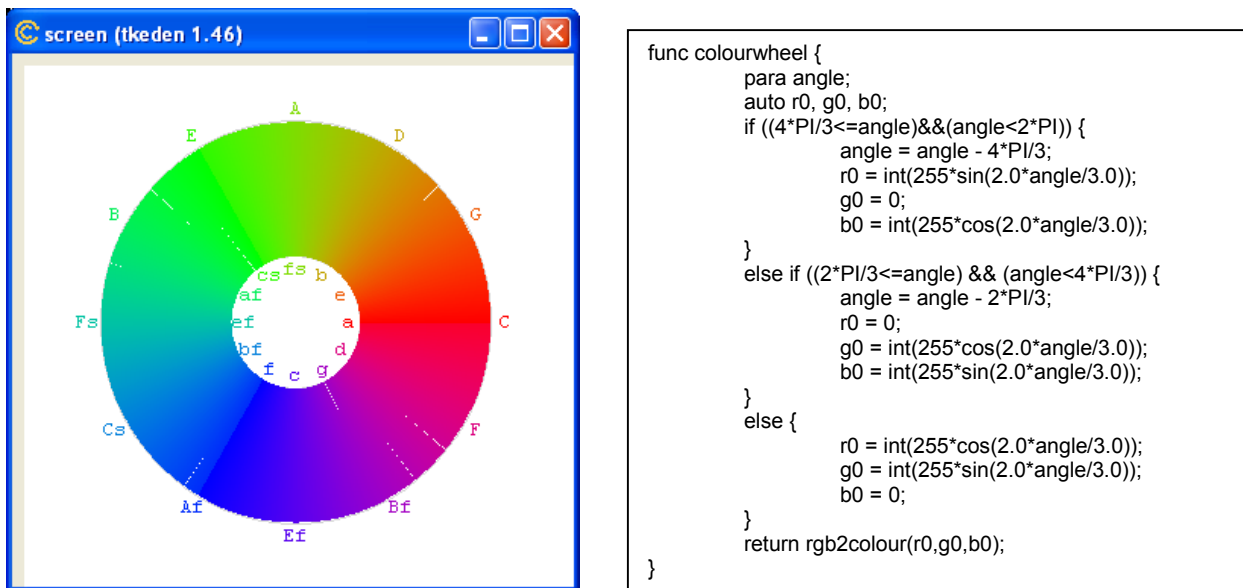 screen (tkeden 1.46)
A
E
D
B
G
cs fs b
af e
Fs ef a C
bf d
f c g
Cs F
Af Bf
Ef
func colourwheel {
para angle;
auto r0, g0, b0;
if ((4*PI/3<=angle)&&(angle<2*PI)) {
angle = angle - 4*PI/3;
r0 = int(255*sin(2.0*angle/3.0));
g0 = 0;
b0 = int(255*cos(2.0*angle/3.0));
}
else if ((2*PI/3<=angle) && (angle<4*PI/3)) {
angle = angle - 2*PI/3;
r0 = 0;
g0 = int(255*cos(2.0*angle/3.0));
b0 = int(255*sin(2.0*angle/3.0));
}
else {
r0 = int(255*cos(2.0*angle/3.0));
g0 = int(255*sin(2.0*angle/3.0));
b0 = 0;
}
return rgb2colour(r0,g0,b0);
}